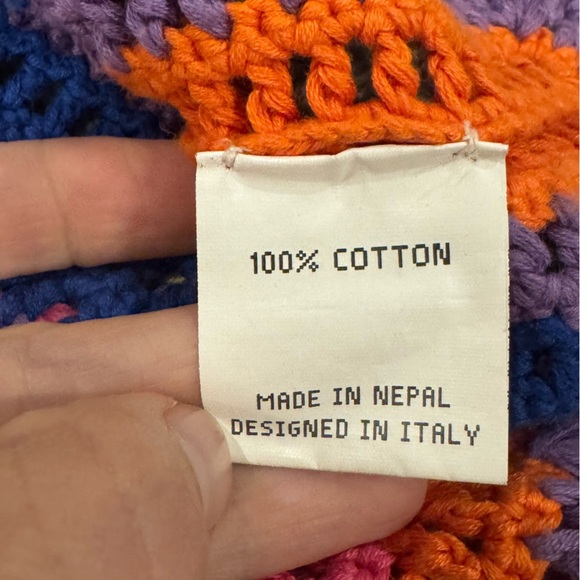 100% COTTON
MADE IN NEPAL
DESIGNED IN ITALY